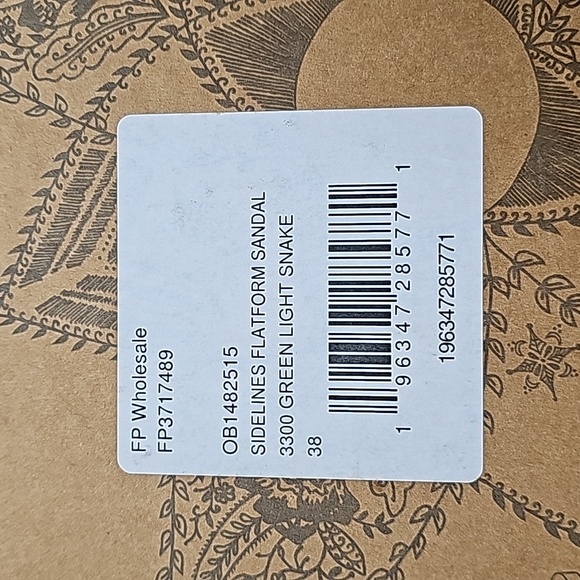 FP Wholesale
FP3717489
OB1482515
SIDELINES FLATFORM SANDAL
3300 GREEN LIGHT SNAKE
38
1 96347 28577 1
196347285771